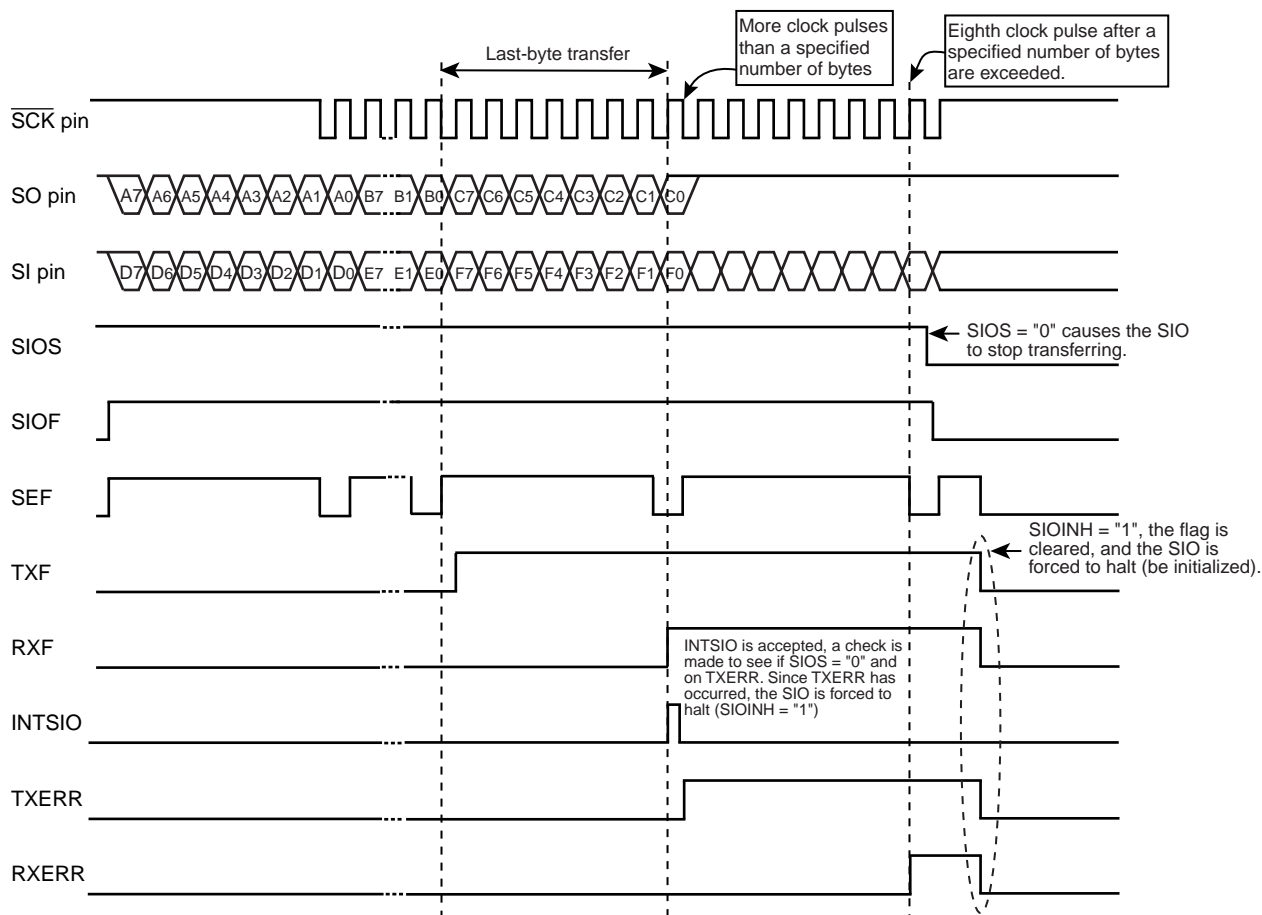 More clock pulses
than a specified
number of bytes
Eighth clock pulse after a
specified number of bytes
are exceeded.
Last-byte transfer
SCK pin
SO pin
A7 A6 A5 A4 A3 A2 A1 A0 B7 B1 B0 C7 C6 C5 C4 C3 C2 C1 C0
SI pin
D7 D6 D5 D4 D3 D2 D1 D0 E7 E1 E0 F7 F6 F5 F4 F3 F2 F1 F0
SIOS
SIOS = "0" causes the SIO
to stop transferring.
SIOF
SEF
SIOINH = "1", the flag is
cleared, and the SIO is
forced to halt (be initialized).
TXF
RXF
INTSIO is accepted, a check is
made to see if SIOS = "0" and
on TXERR. Since TXERR has
occurred, the SIO is forced to
halt (SIOINH = "1")
INTSIO
TXERR
RXERR